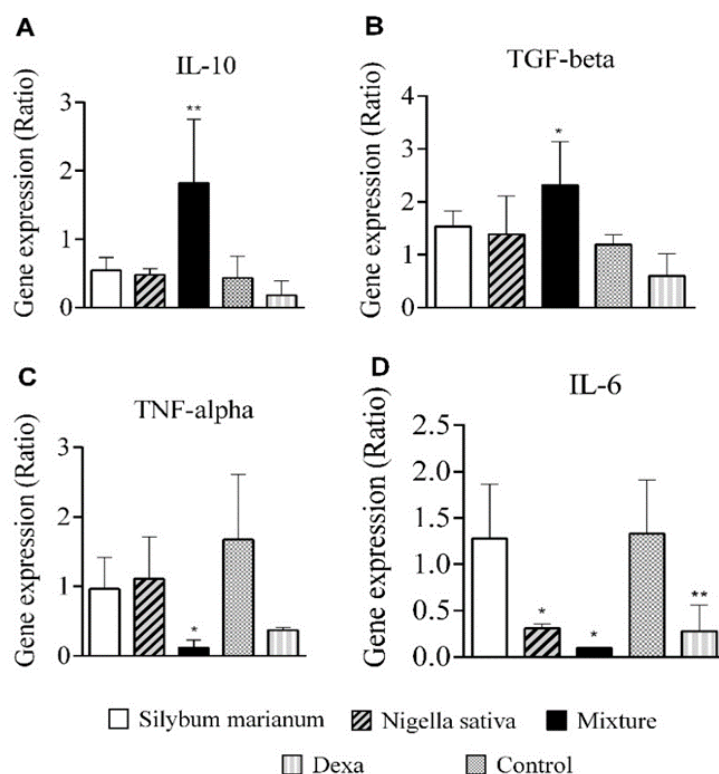 A
IL-10
Gene expression (Ratio)
3
2
1
0
**
B
TGF-beta
Gene expression (Ratio)
4
3
2
1
0
*
C
TNF-alpha
Gene expression (Ratio)
3
2
1
0
*
D
IL-6
Gene expression (Ratio)
2.5
2.0
1.5
1.0
0.5
0.0
*
*
**
Silybum marianum
Nigella sativa
Mixture
Dexa
Control